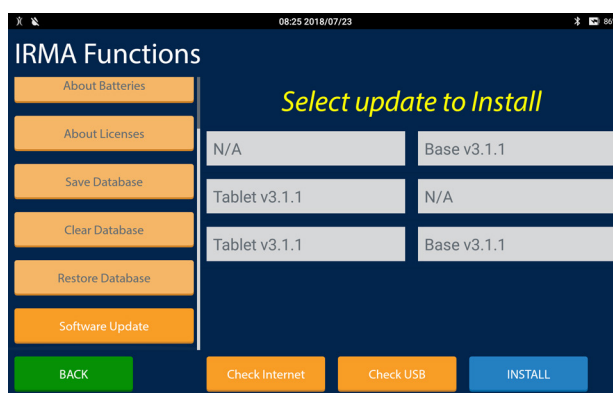 08:25 2018/07/23
86%
IRMA Functions
About Batteries
About Licenses
Save Database
Clear Database
Restore Database
Software Update
Select update to Install
N/A Base v3.1.1
Tablet v3.1.1 N/A
Tablet v3.1.1 Base v3.1.1
BACK Check Internet Check USB INSTALL